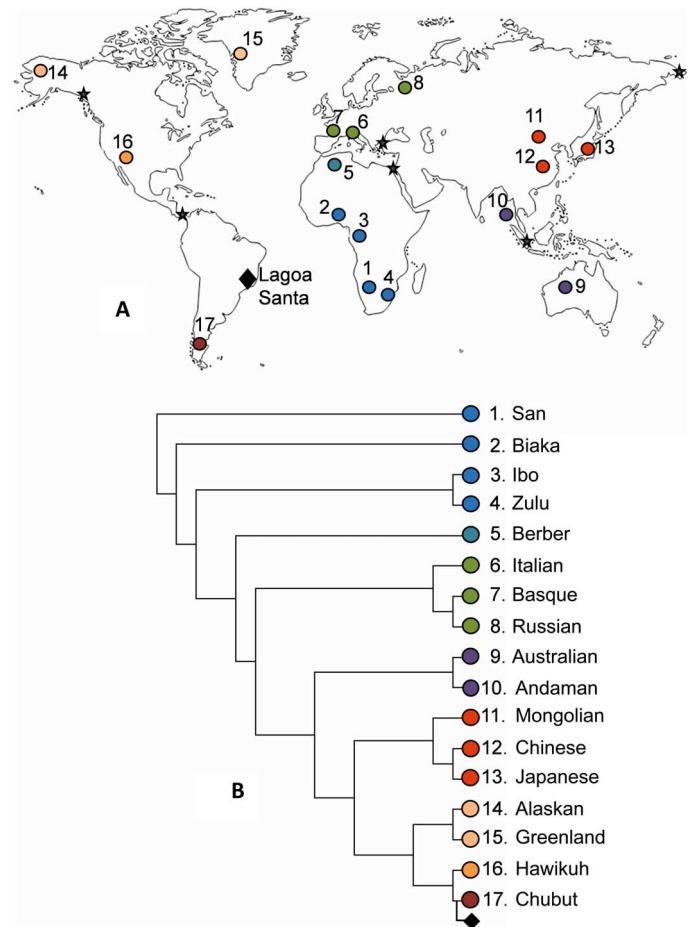 15
14
8
7
6
11
16
13
12
5
10
2
3
Lagoa
Santa
1
4
9
A
17
1. San
2. Biaka
3. Ibo
4. Zulu
5. Berber
6. Italian
7. Basque
8. Russian
9. Australian
10. Andaman
11. Mongolian
12. Chinese
13. Japanese
B
14. Alaskan
15. Greenland
16. Hawikuh
17. Chubut